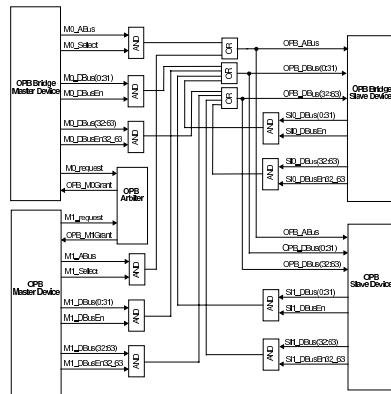 M0_ABus
M0_Select
AND
OR
OPB_ABus
OPB Bridge
Master Device
M0_DBus(0:31)
M0_DBusEn
AND
OR
OPB_DBus(0:31)
OPB Bridge
Slave Device
OR
OPB_DBus(32:63)
M0_DBus(32:63)
M0_DBusEn32_63
AND
AND
Sl0_DBus(0:31)
Sl0_DBusEn
M0_request
OPB_M0Grant
OPB
Arbiter
AND
Sl0_DBus(32:63)
Sl0_DBusEn32_63
M1_request
OPB_M1Grant
OPB_ABus
OPB_DBus(0:31)
OPB_DBus(32:63)
M1_ABus
M1_Select
AND
OPB
Master Device
OPB
Slave Device
M1_DBus(0:31)
M1_DBusEn
AND
AND
Sl1_DBus(0:31)
Sl1_DBusEn
M1_DBus(32:63)
M1_DBusEn32_63
AND
AND
Sl1_DBus(32:63)
Sl1_DBusEn32_63